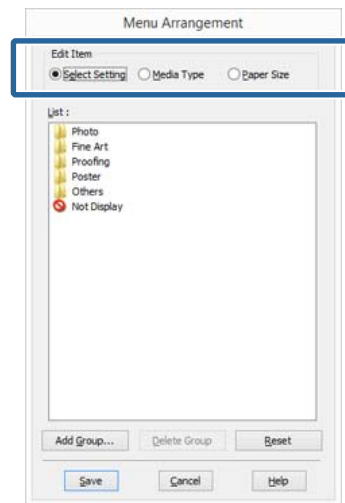 Menu Arrangement
Edit Item
Select Setting Media Type Paper Size
List :
Photo
Fine Art
Proofing
Poster
Others
Not Display
Add Group... Delete Group Reset
Save Cancel Help